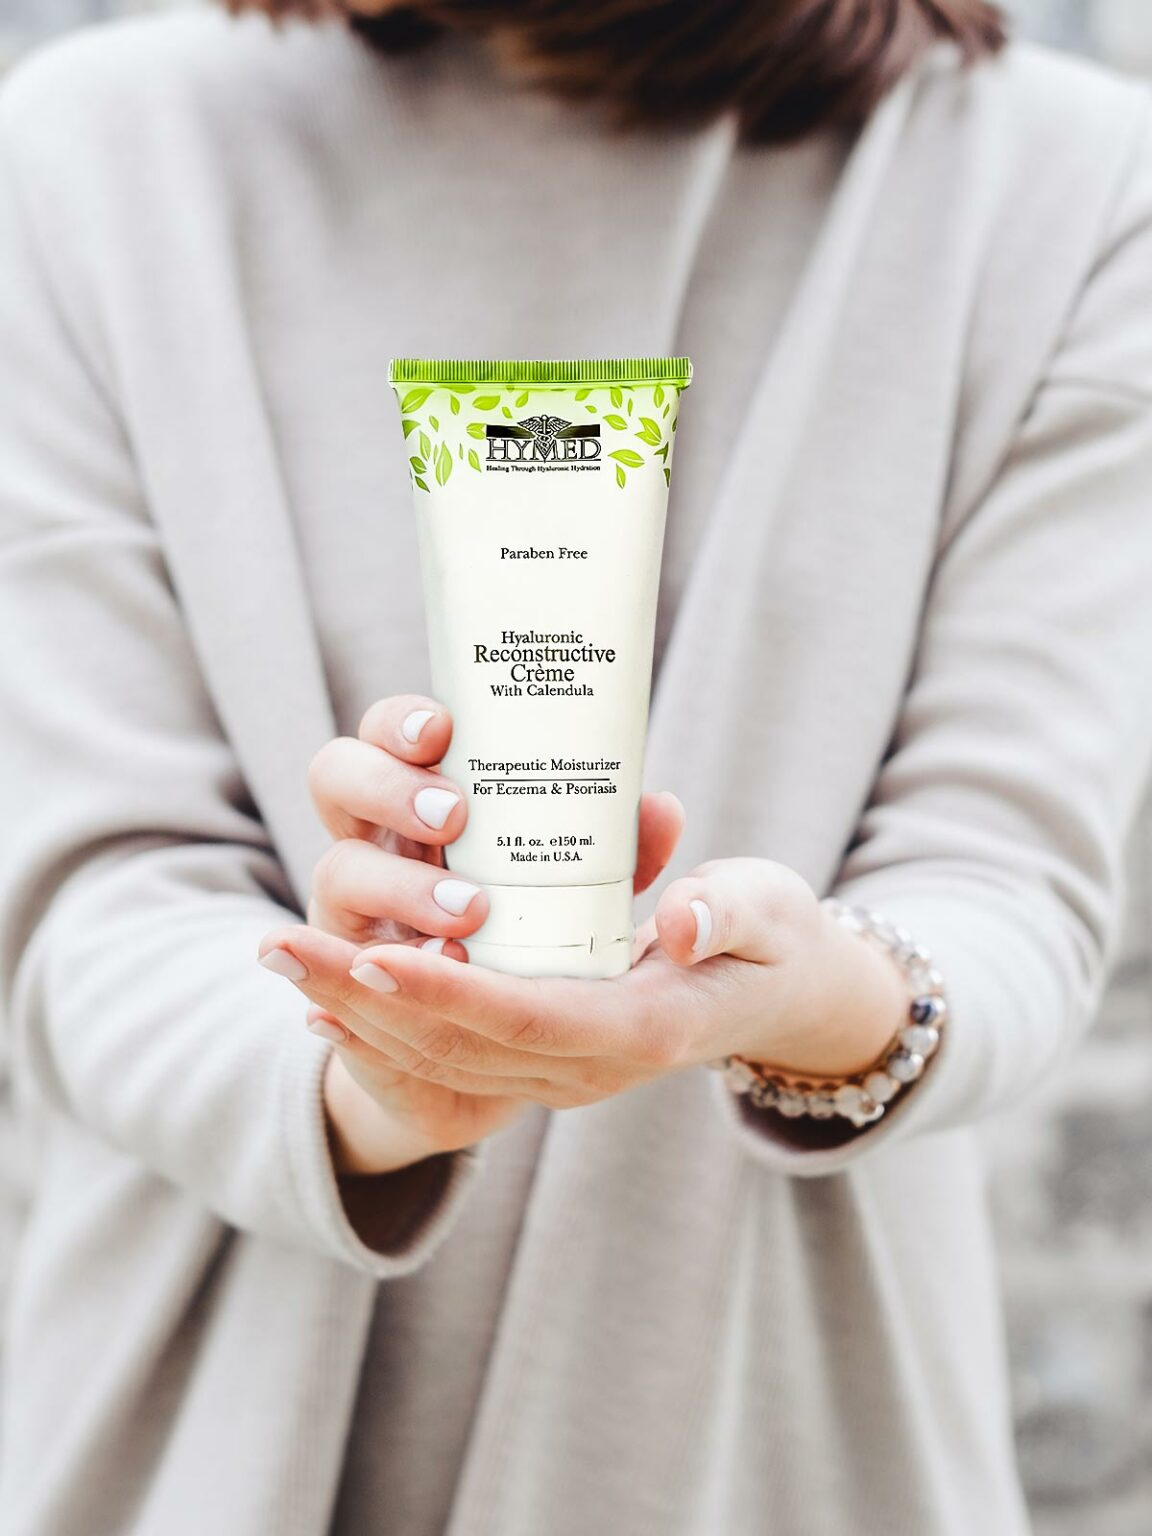 HYMED
Healing Through Hyaluronic Hydration
Paraben Free
Hyaluronic
Reconstructive
Crème
With Calendula
Therapeutic Moisturizer
For Eczema & Psoriasis
5.1 fl. oz. e150 ml.
Made in U.S.A.